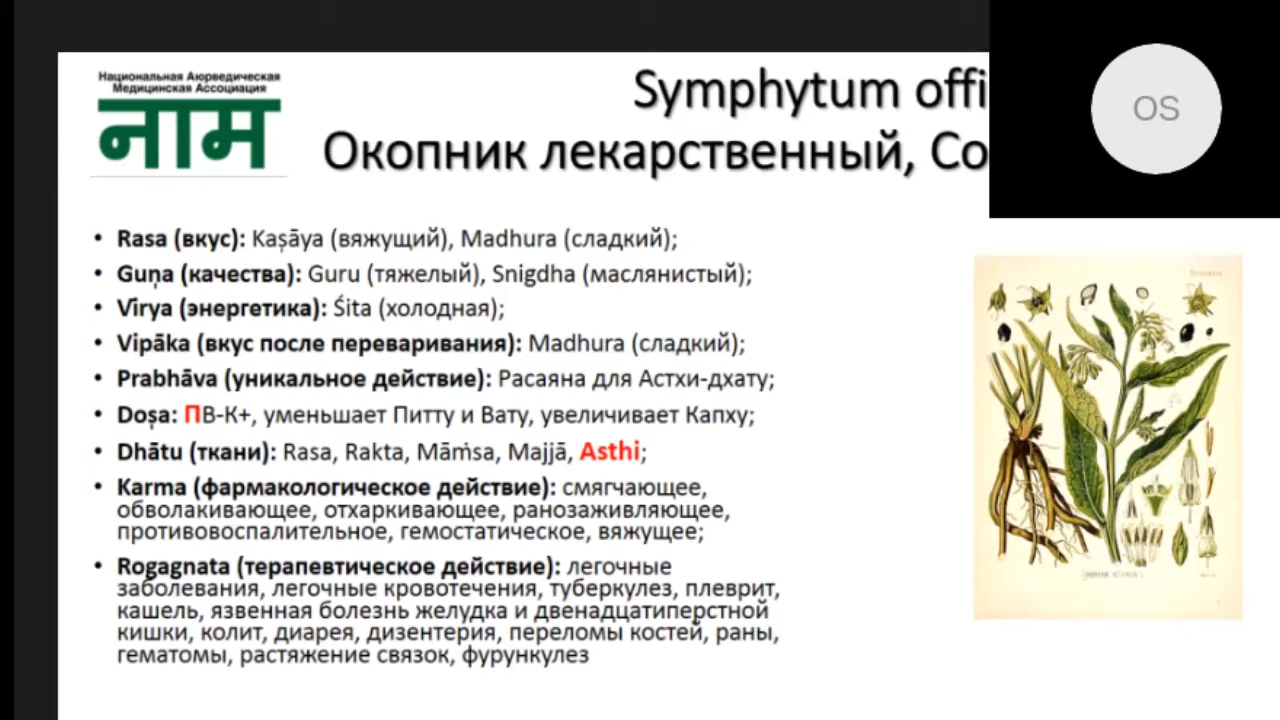 Национальная Аюрведическая
Медицинская Ассоциация
नाम
Symphytum offi
Окопник лекарственный, Со
OS
• Rasa (вкус): Kaṣāya (вяжущий), Madhura (сладкий);
• Guṇa (качества): Guru (тяжелый), Snigdha (маслянистый);
• Vīrya (энергетика): Śita (холодная);
• Vipāka (вкус после переваривания): Madhura (сладкий);
• Prabhāva (уникальное действие): Расаяна для Астхи-дхату;
• Doṣa: ПВ-К+, уменьшает Питту и Вату, увеличивает Капху;
• Dhātu (ткани): Rasa, Rakta, Māṁsa, Majjā, Asthi;
• Karma (фармакологическое действие): смягчающее,
обволакивающее, отхаркивающее, ранозаживляющее,
противовоспалительное, гемостатическое, вяжущее;
• Rogagnata (терапевтическое действие): легочные
заболевания, легочные кровотечения, туберкулез, плеврит,
кашель, язвенная болезнь желудка и двенадцатиперстной
кишки, колит, диарея, дизентерия, переломы костей, раны,
гематомы, растяжение связок, фурункулез